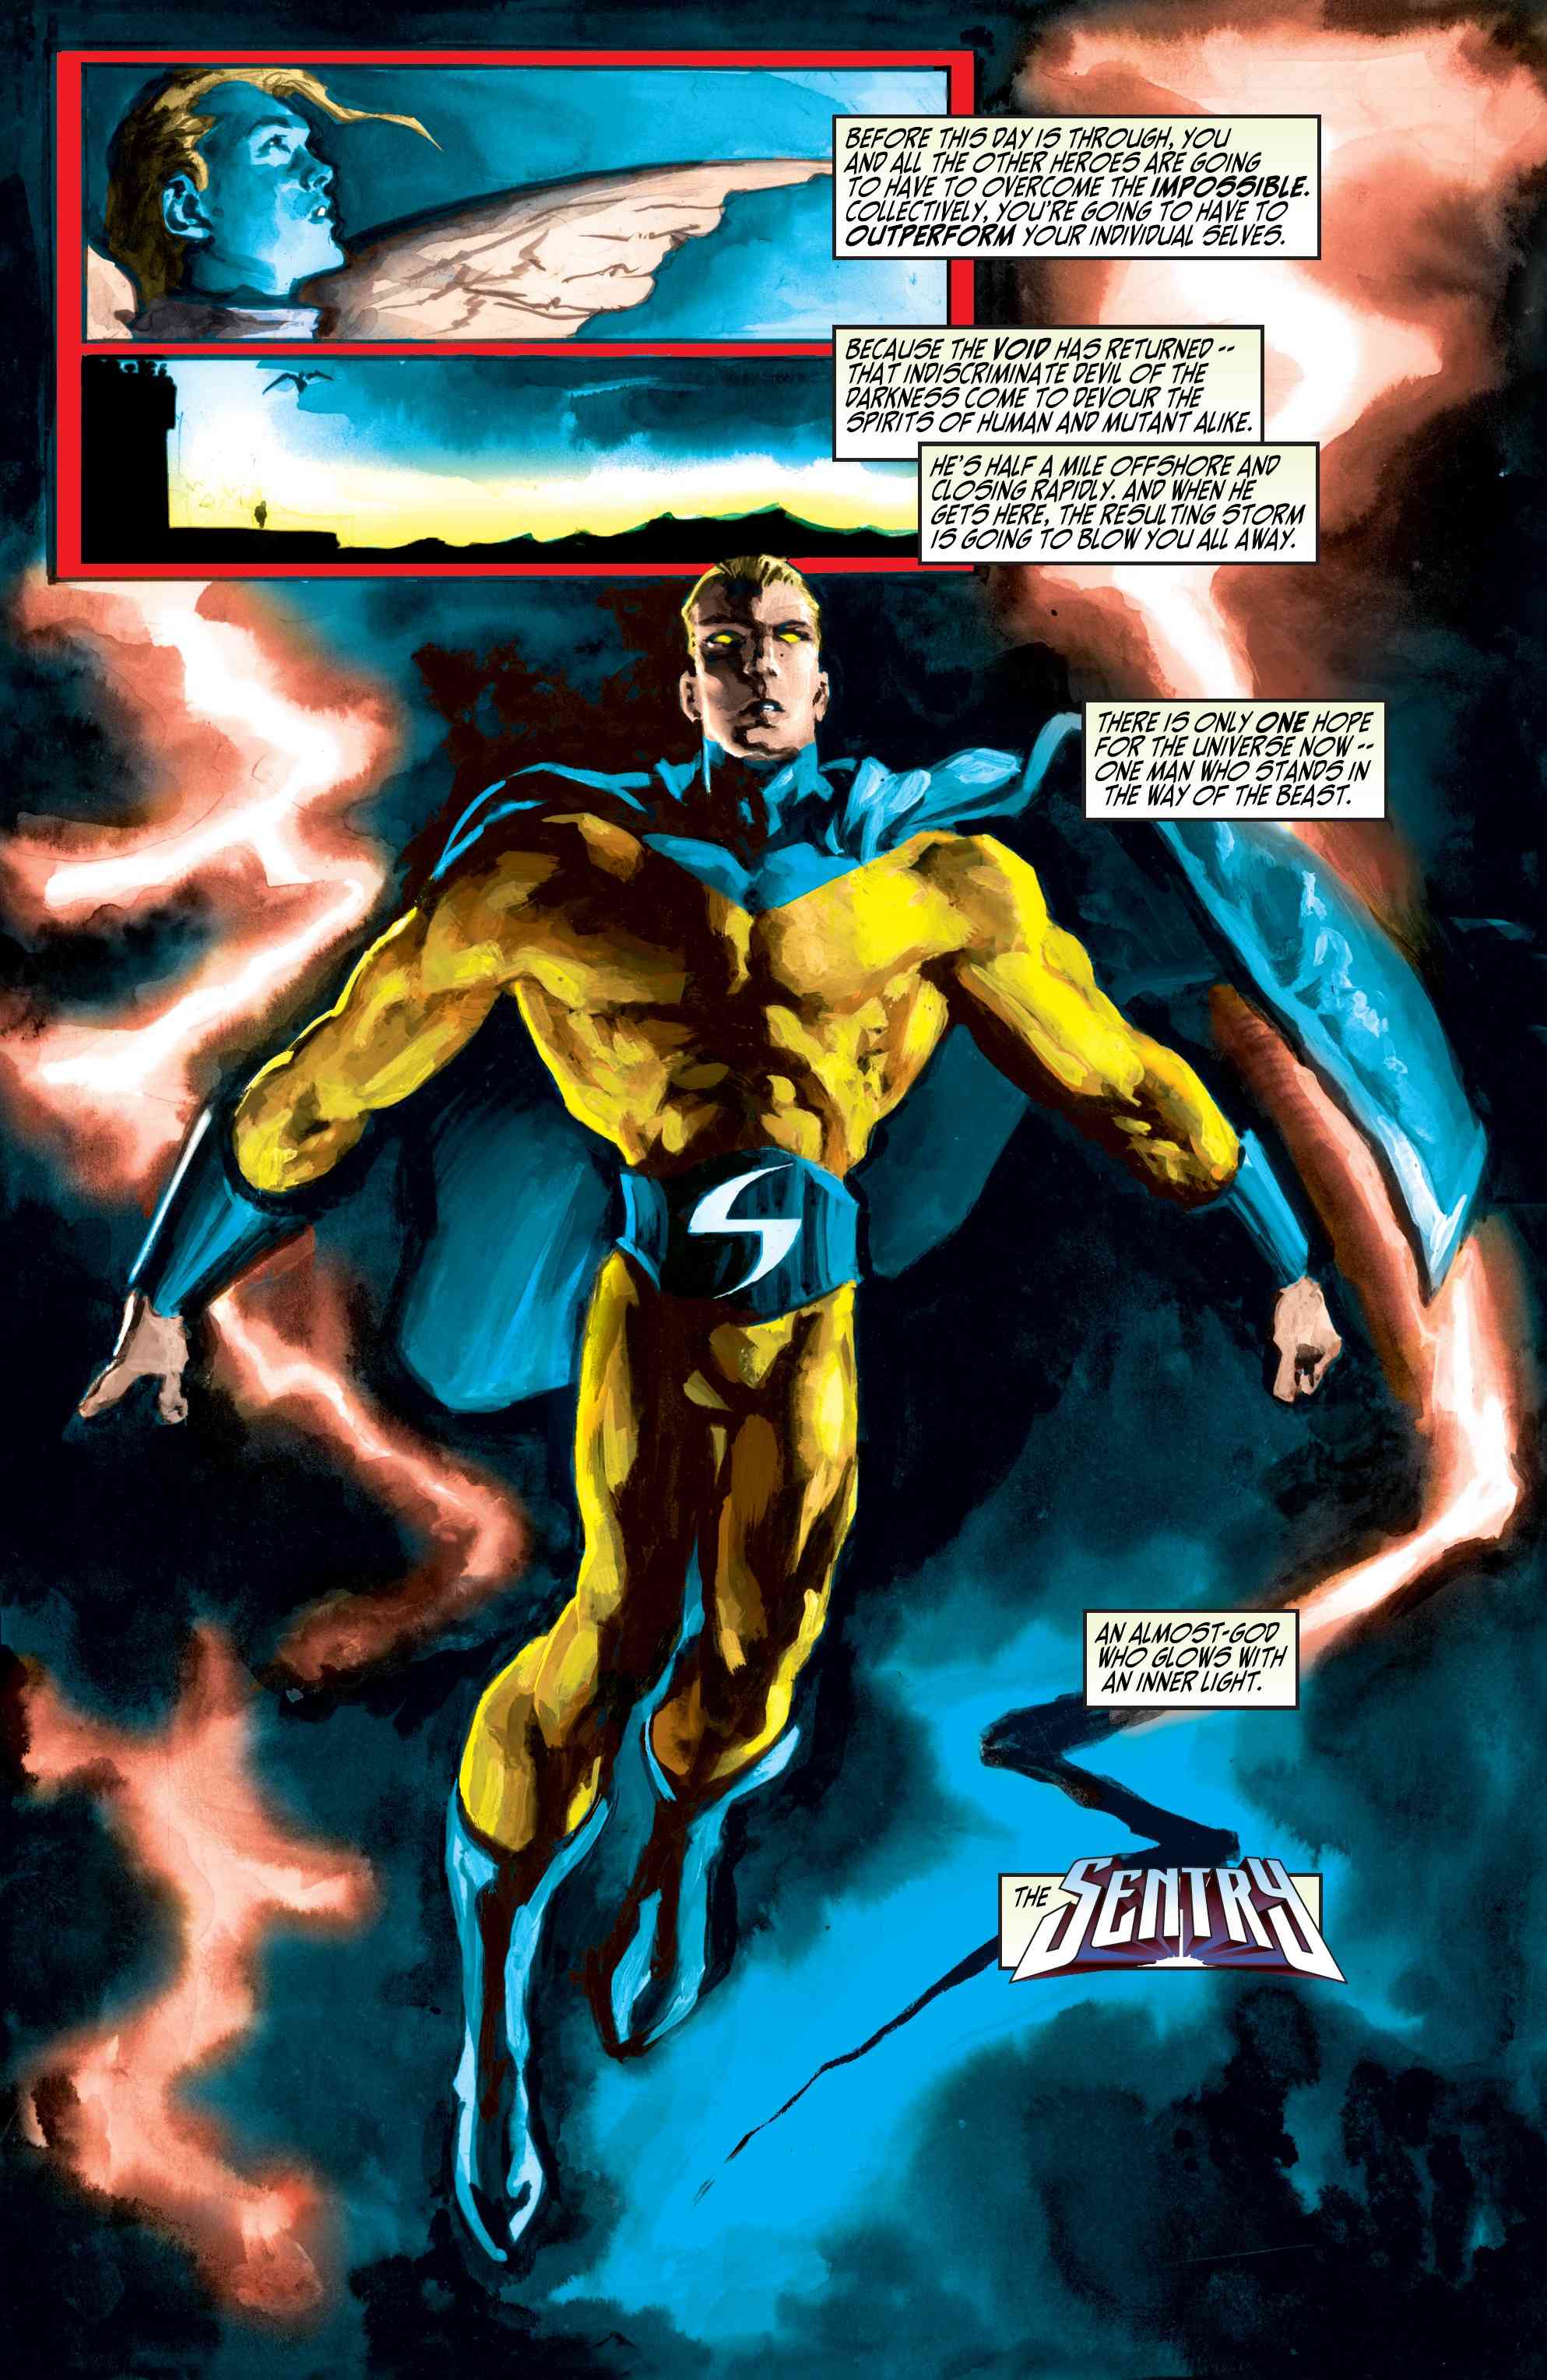 BEFORE THIS DAY IS THROUGH, YOU
AND ALL THE OTHER HEROES ARE GOING
TO HAVE TO OVERCOME THE IMPOSSIBLE.
COLLECTIVELY, YOU'RE GOING TO HAVE TO
OUTPERFORM YOUR INDIVIDUAL SELVES.
BECAUSE THE VOID HAS RETURNED --
THAT INDISCRIMINATE DEVIL OF THE
DARKNESS COME TO DEVOUR THE
SPIRITS OF HUMAN AND MUTANT ALIKE.
HE'S HALF A MILE OFFSHORE AND
CLOSING RAPIDLY. AND WHEN HE
GETS HERE, THE RESULTING STORM
IS GOING TO BLOW YOU ALL AWAY.
THERE IS ONLY ONE HOPE
FOR THE UNIVERSE NOW --
ONE MAN WHO STANDS IN
THE WAY OF THE BEAST.
S
AN ALMOST-GOD
WHO GLOWS WITH
AN INNER LIGHT.
THE SENTRY